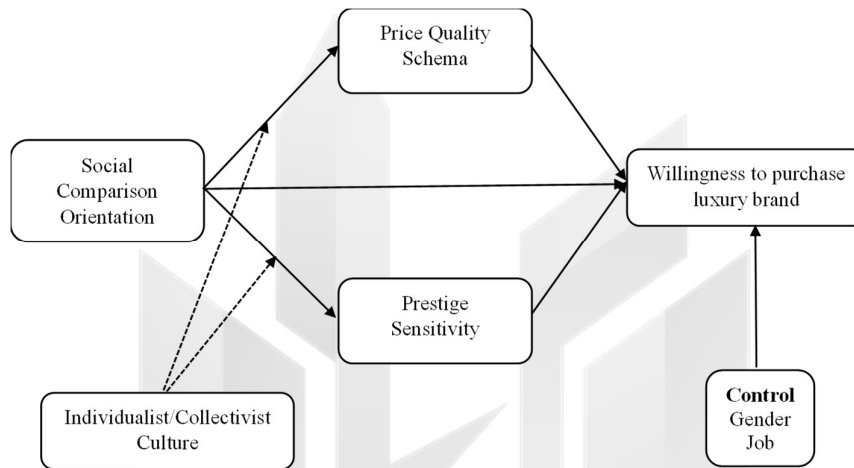 Price Quality
Schema
Social
Comparison
Orientation
Willingness to purchase
luxury brand
Prestige
Sensitivity
Individualist/Collectivist
Culture
Control
Gender
Job